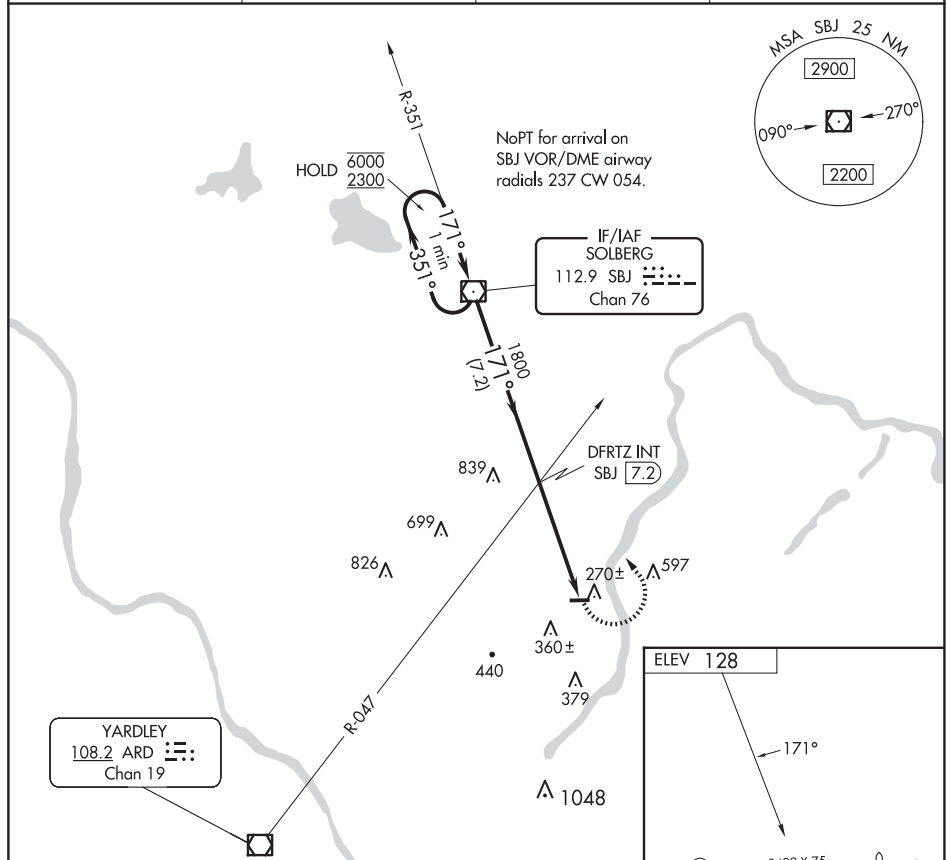 MSA SBJ 25 NM
2900
090°
270°
2200
R-351
NoPT for arrival on
SBJ VOR/DME airway
radials 237 CW 054.
HOLD 6000
2300
171°
1 min
351°
IF/IAF
SOLBERG
112.9 SBJ
Chan 76
1800
171°
(7.2)
DFRTZ INT
SBJ 7.2
839
699
826
270±
597
360±
440
379
R-047
YARDLEY
108.2 ARD
Chan 19
1048
ELEV 128
171°